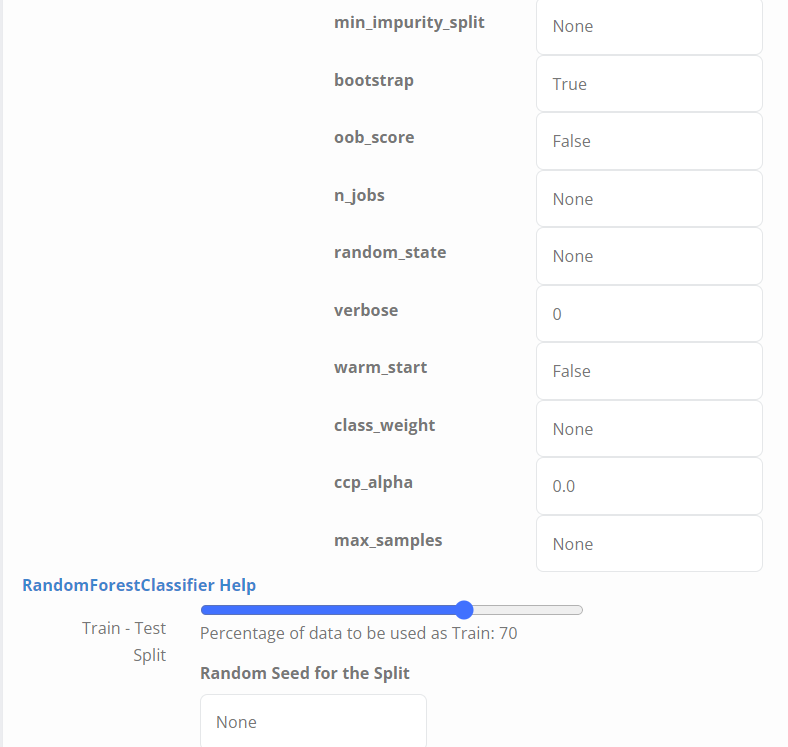 min_impurity_split None
bootstrap True
oob_score False
n_jobs None
random_state None
verbose 0
warm_start False
class_weight None
ccp_alpha 0.0
max_samples None
RandomForestClassifier Help
Train - Test
Split
Percentage of data to be used as Train: 70
Random Seed for the Split
None